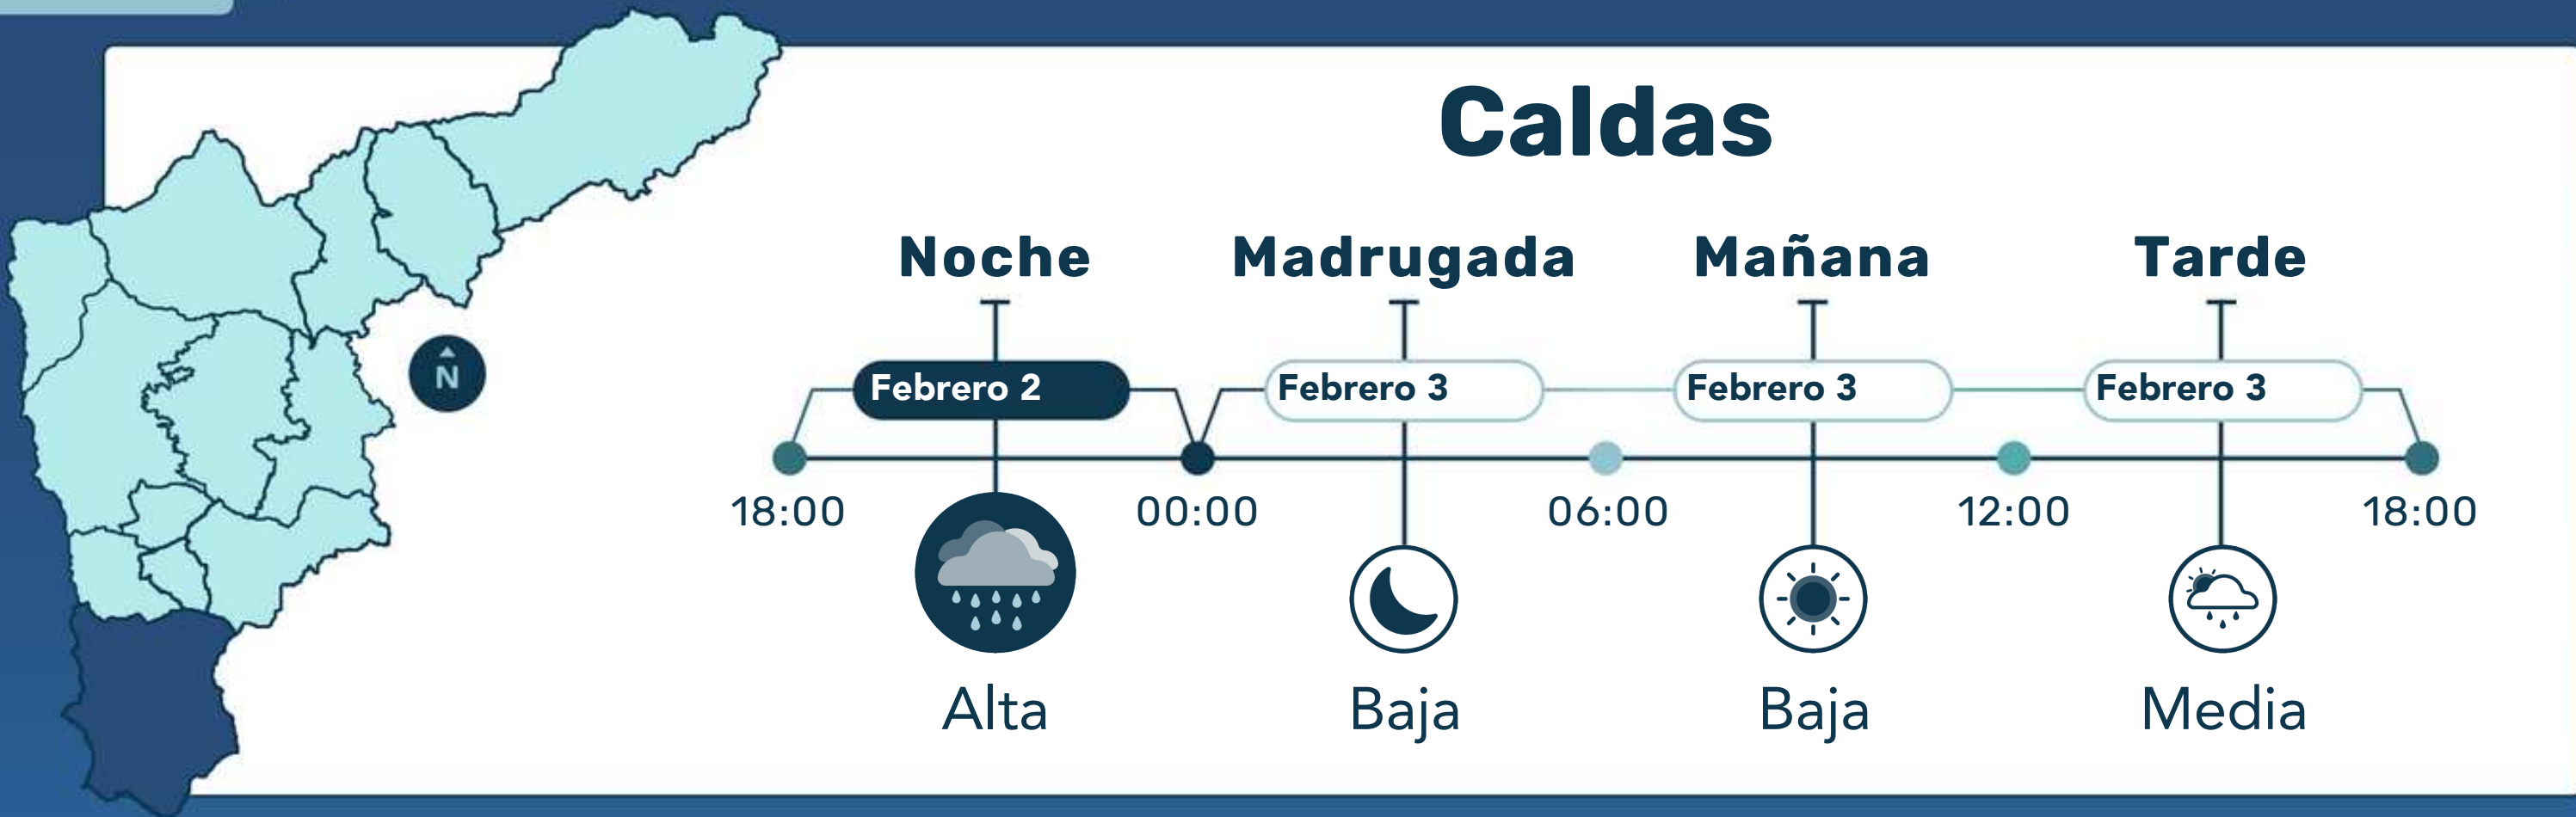 Caldas
Noche Madrugada Mañana Tarde
Febrero 2 Febrero 3 Febrero 3 Febrero 3
N
18:00 00:00 06:00 12:00 18:00
Alta Baja Baja Media